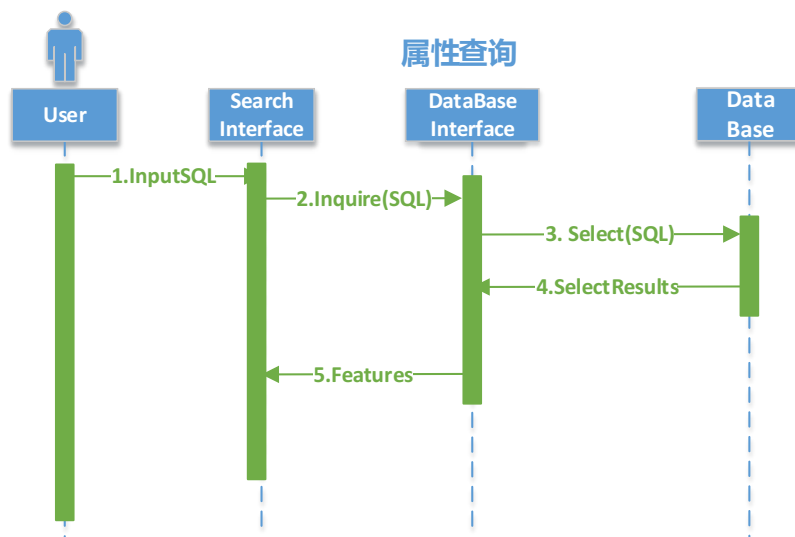 属性查询
User
Search
Interface
DataBase
Interface
Data
Base
1.InputSQL
2.Inquire(SQL)
3. Select(SQL)
4.SelectResults
5.Features